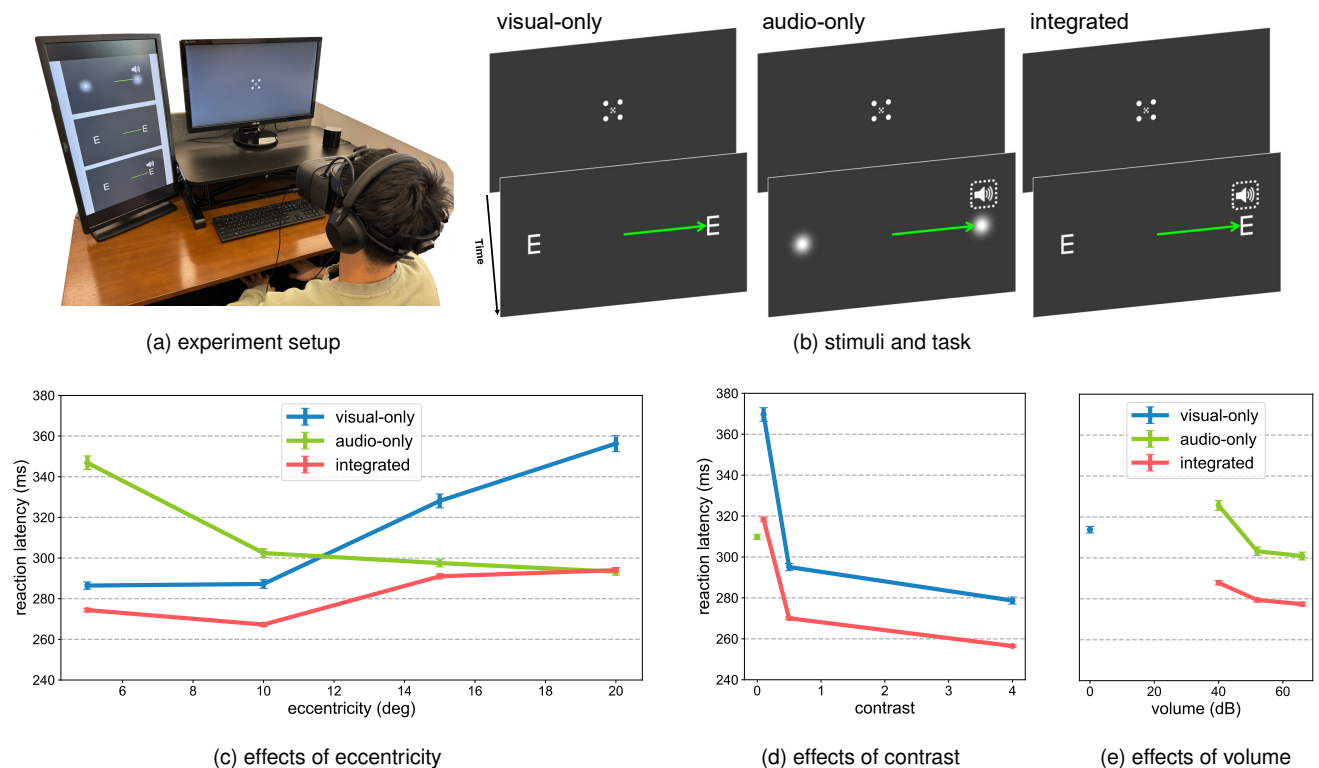 visual-only
audio-only
integrated
E
E
E
E
E
E
E
E
Time
(a) experiment setup
(b) stimuli and task
380
360
340
320
300
280
260
240
reaction latency (ms)
visual-only
audio-only
integrated
6
8
10
12
14
16
18
20
eccentricity (deg)
(c) effects of eccentricity
380
360
340
320
300
280
260
240
reaction latency (ms)
0
1
2
3
4
contrast
(d) effects of contrast
visual-only
audio-only
integrated
0
20
40
60
volume (dB)
(e) effects of volume